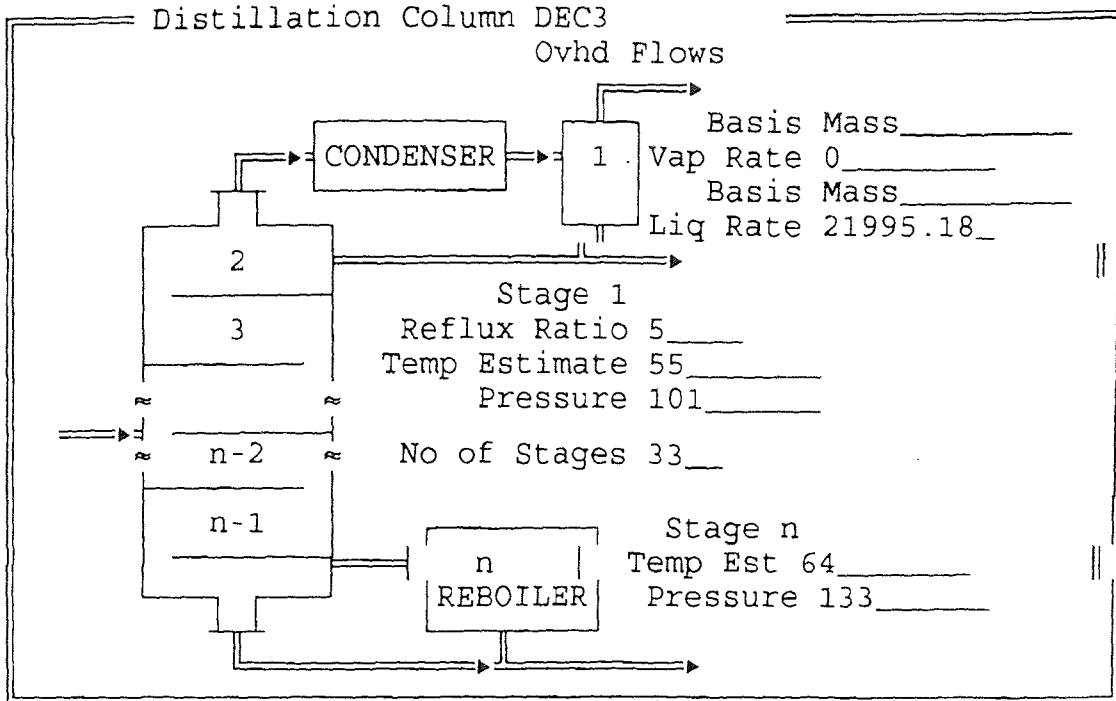 Distillation Column DEC3
Ovhd Flows
Basis Mass
CONDENSER
1
Vap Rate 0
Basis Mass
Liq Rate 21995.18
2
Stage 1
3
Reflux Ratio 5
Temp Estimate 55
Pressure 101
n-2
No of Stages 33
n-1
Stage n
n
Temp Est 64
REBOILER
Pressure 133